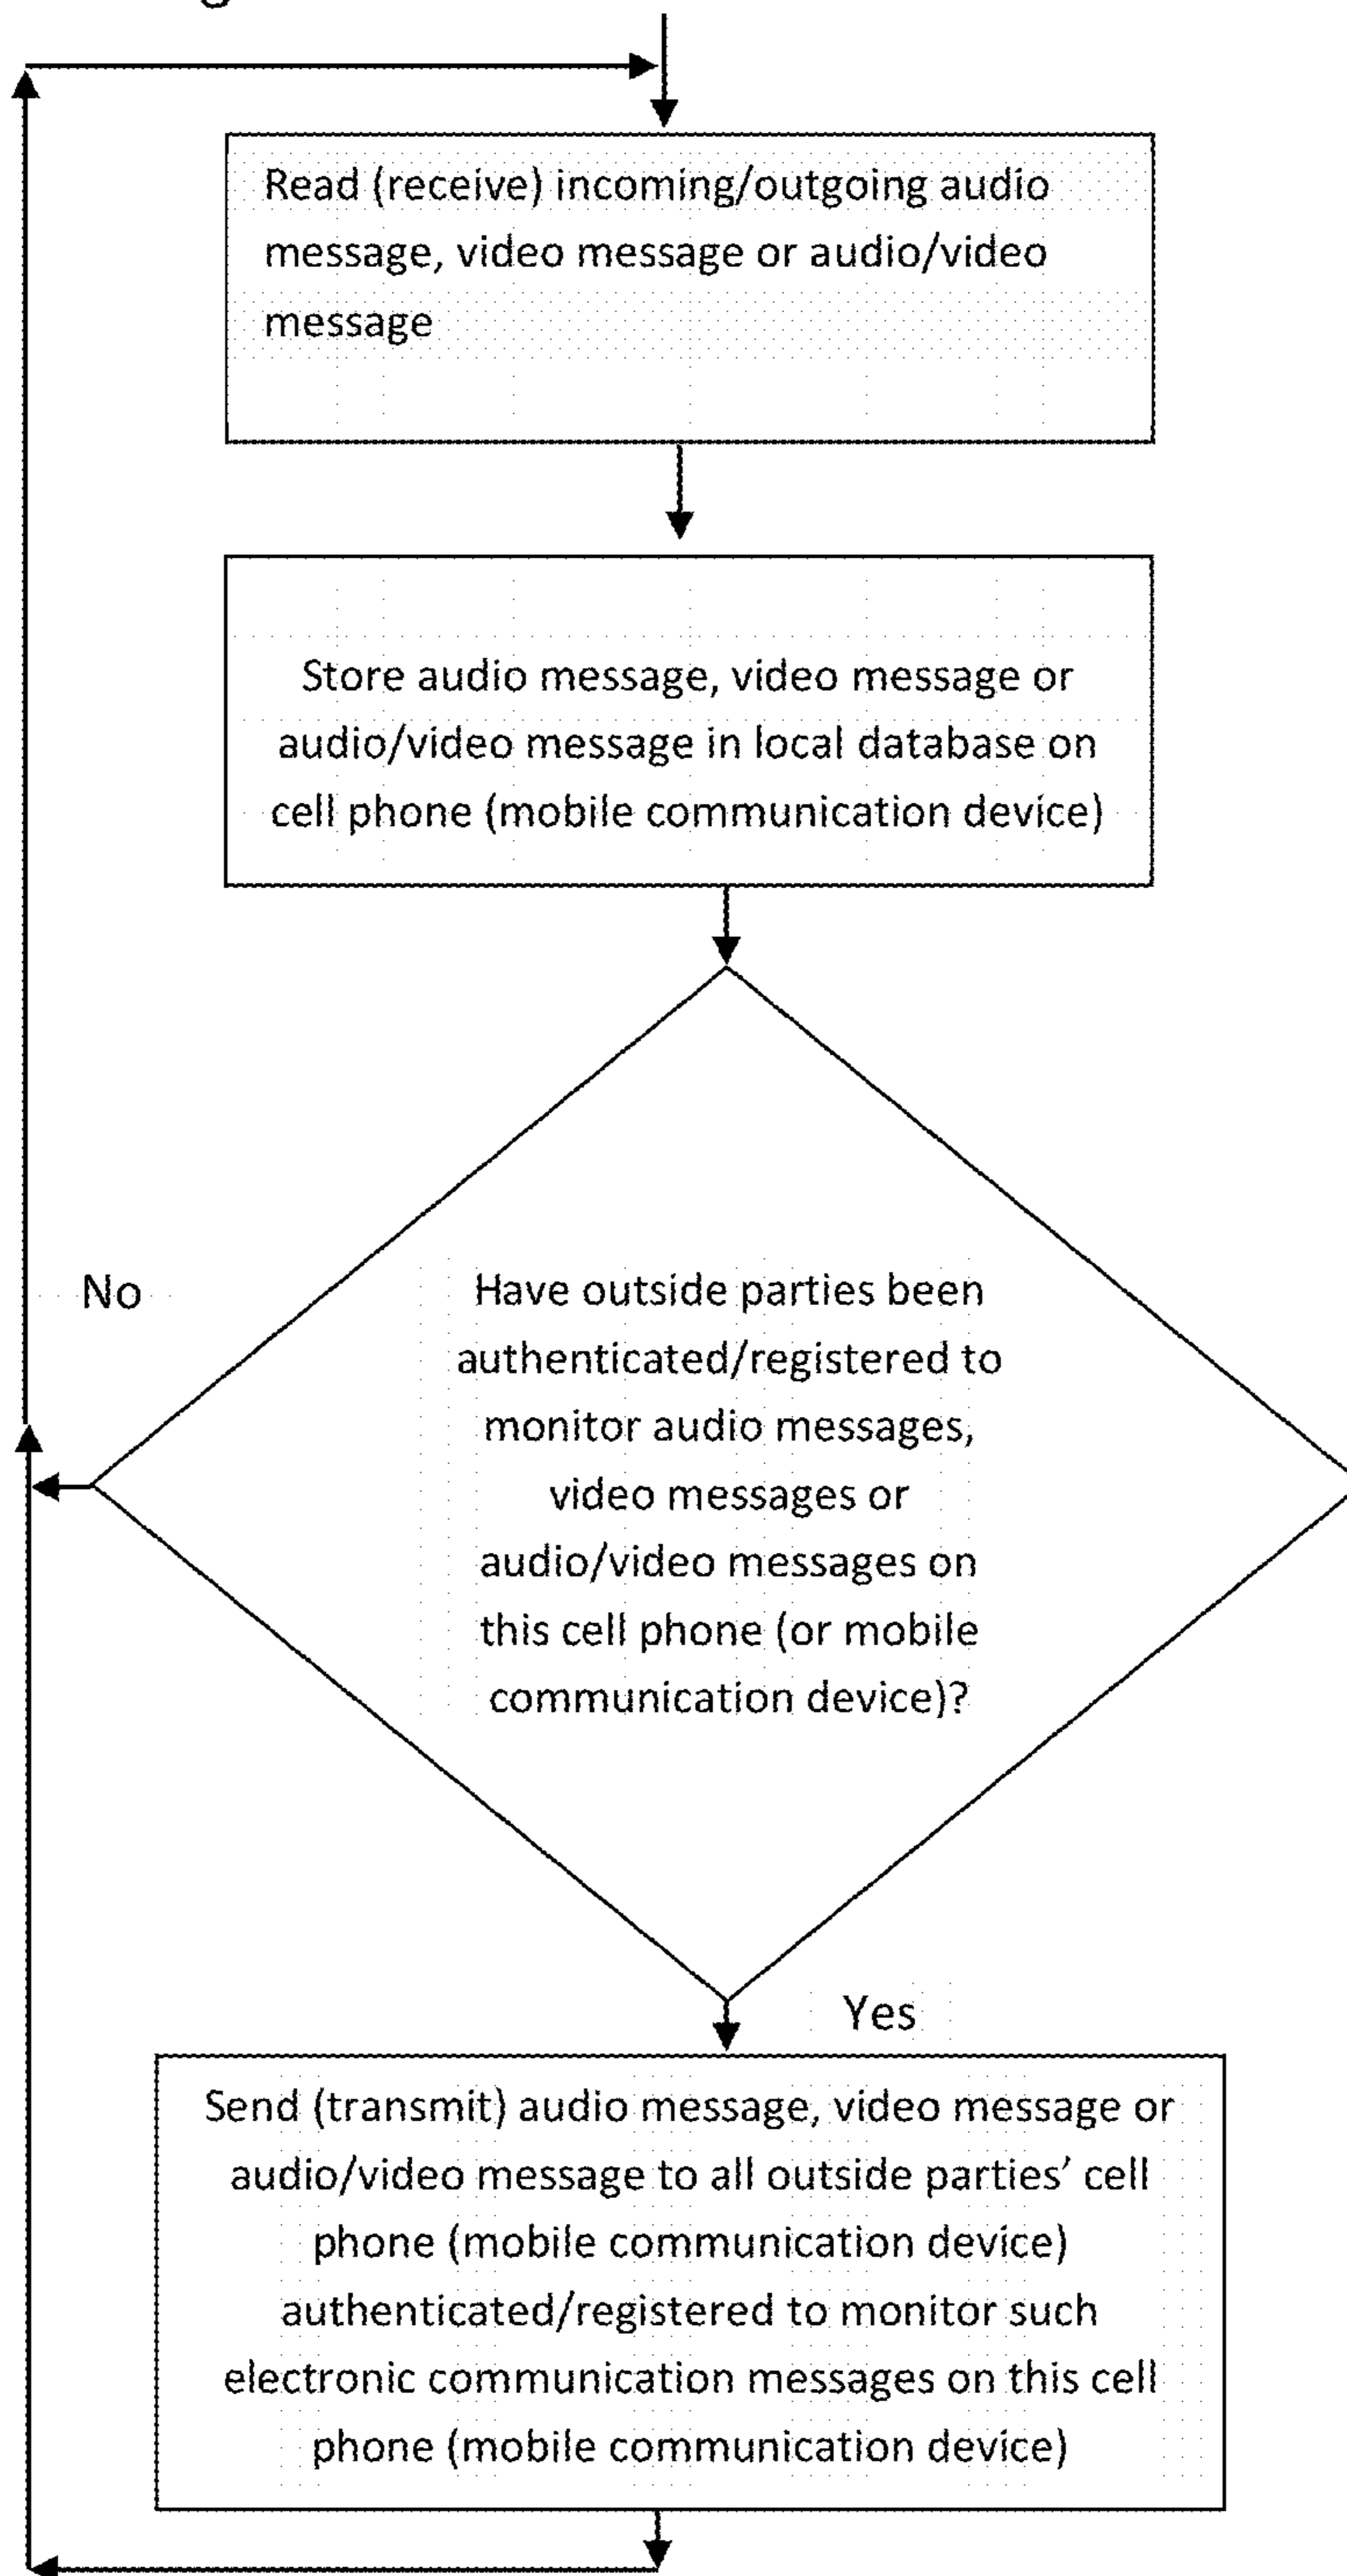 Read (receive) incoming/outgoing audio
message, video message or audio/video
message
Store audio message, video message or
audio/video message in local database on
cell phone (mobile communication device)
No
Have outside parties been
authenticated/registered to
monitor audio messages,
video messages or
audio/video messages on
this cell phone (or mobile
communication device)?
Yes
Send (transmit) audio message, video message or
audio/video message to all outside parties’ cell
phone (mobile communication device)
authenticated/registered to monitor such
electronic communication messages on this cell
phone (mobile communication device)